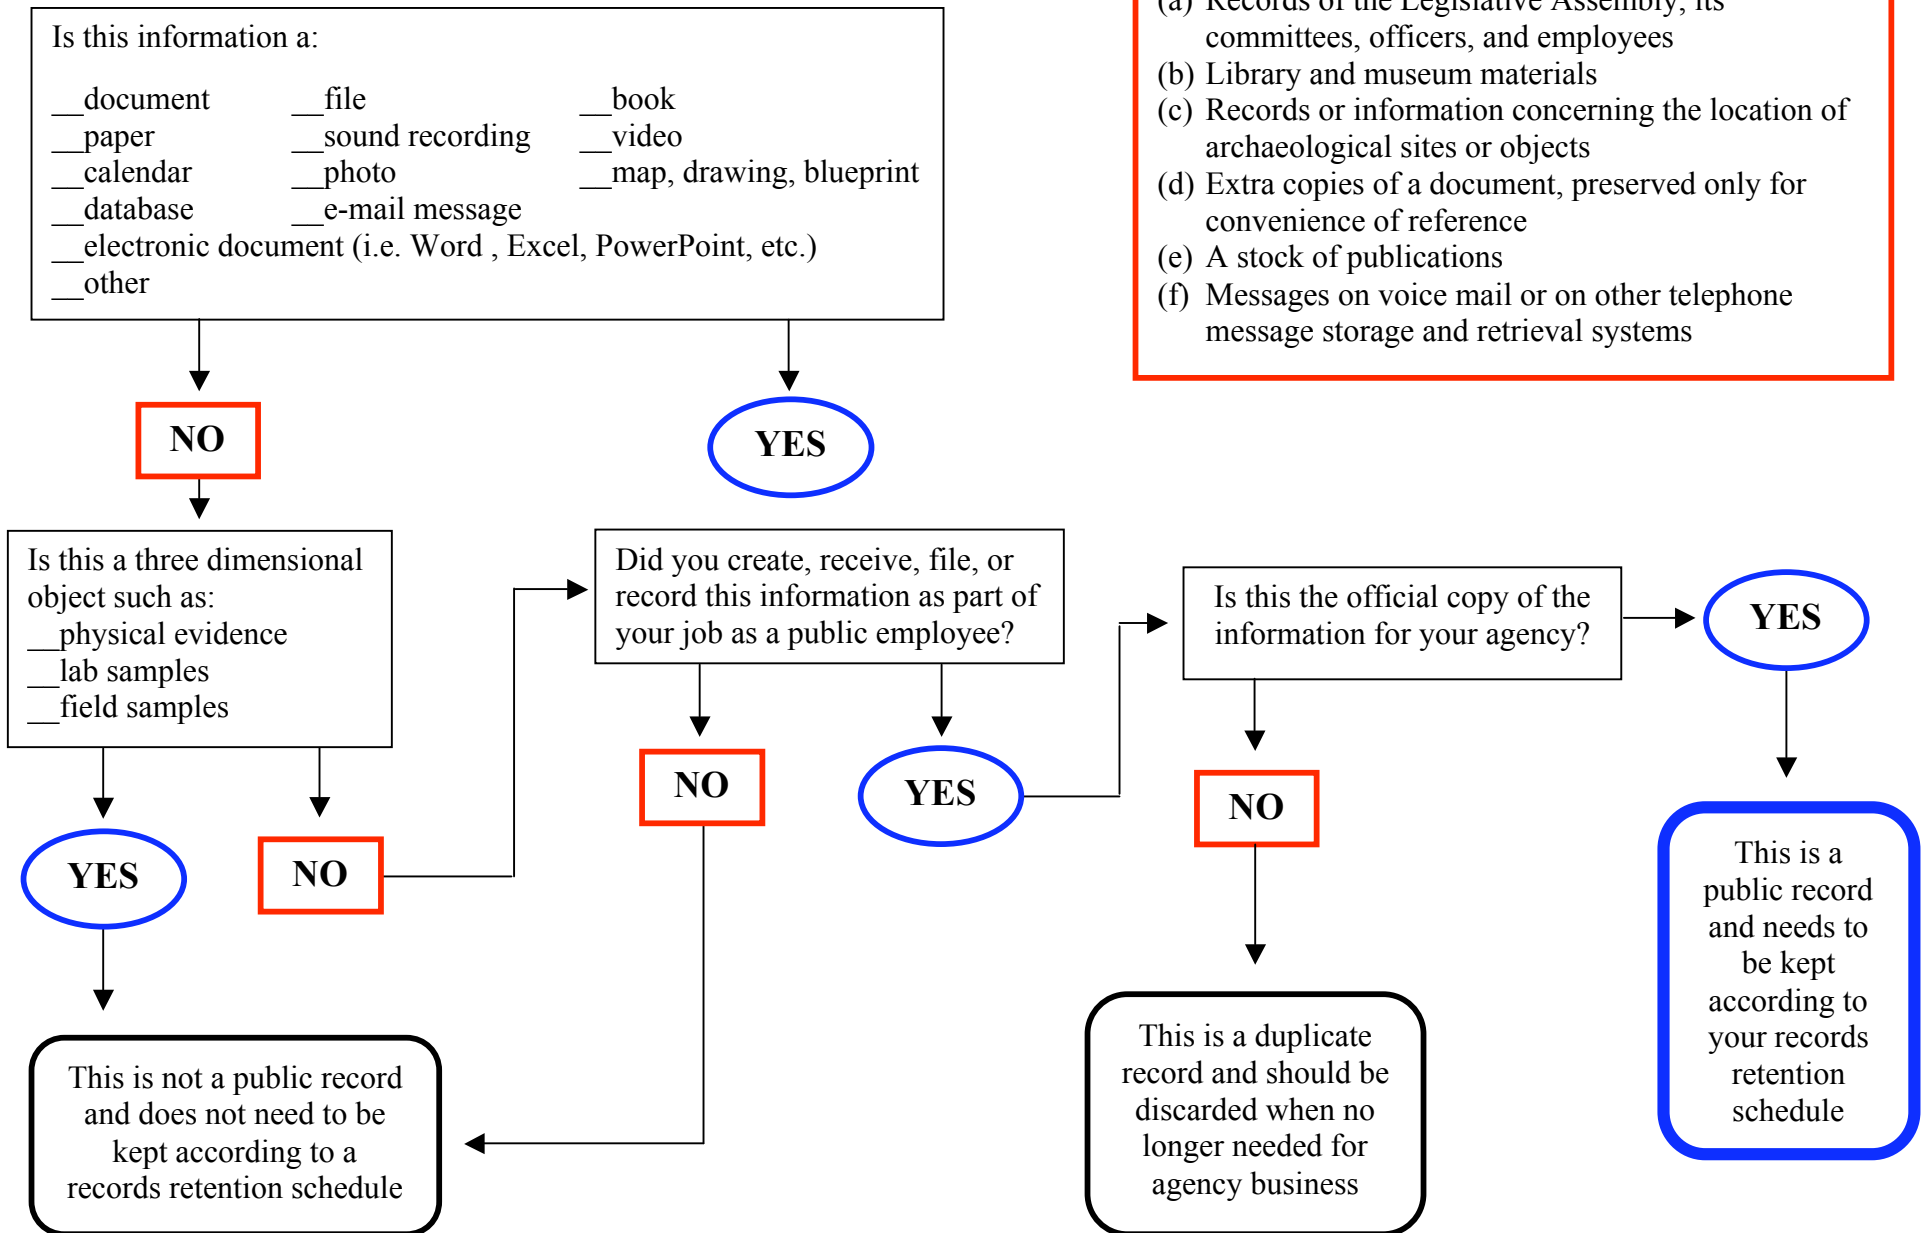 Is this information a:
__document __file __book
__paper __sound recording __video
__calendar __photo __map, drawing, blueprint
__database __e-mail message
__electronic document (i.e. Word , Excel, PowerPoint, etc.)
__other
(a) Records of the Legislative Assembly, its
committees, officers, and employees
(b) Library and museum materials
(c) Records or information concerning the location of
archaeological sites or objects
(d) Extra copies of a document, preserved only for
convenience of reference
(e) A stock of publications
(f) Messages on voice mail or on other telephone
message storage and retrieval systems
NO
YES
Is this a three dimensional
object such as:
__physical evidence
__lab samples
__field samples
Did you create, receive, file, or
record this information as part of
your job as a public employee?
Is this the official copy of the
information for your agency?
YES
NO
YES
NO
YES
NO
This is a
public record
and needs to
be kept
according to
your records
retention
schedule
This is not a public record
and does not need to be
kept according to a
records retention schedule
This is a duplicate
record and should be
discarded when no
longer needed for
agency business